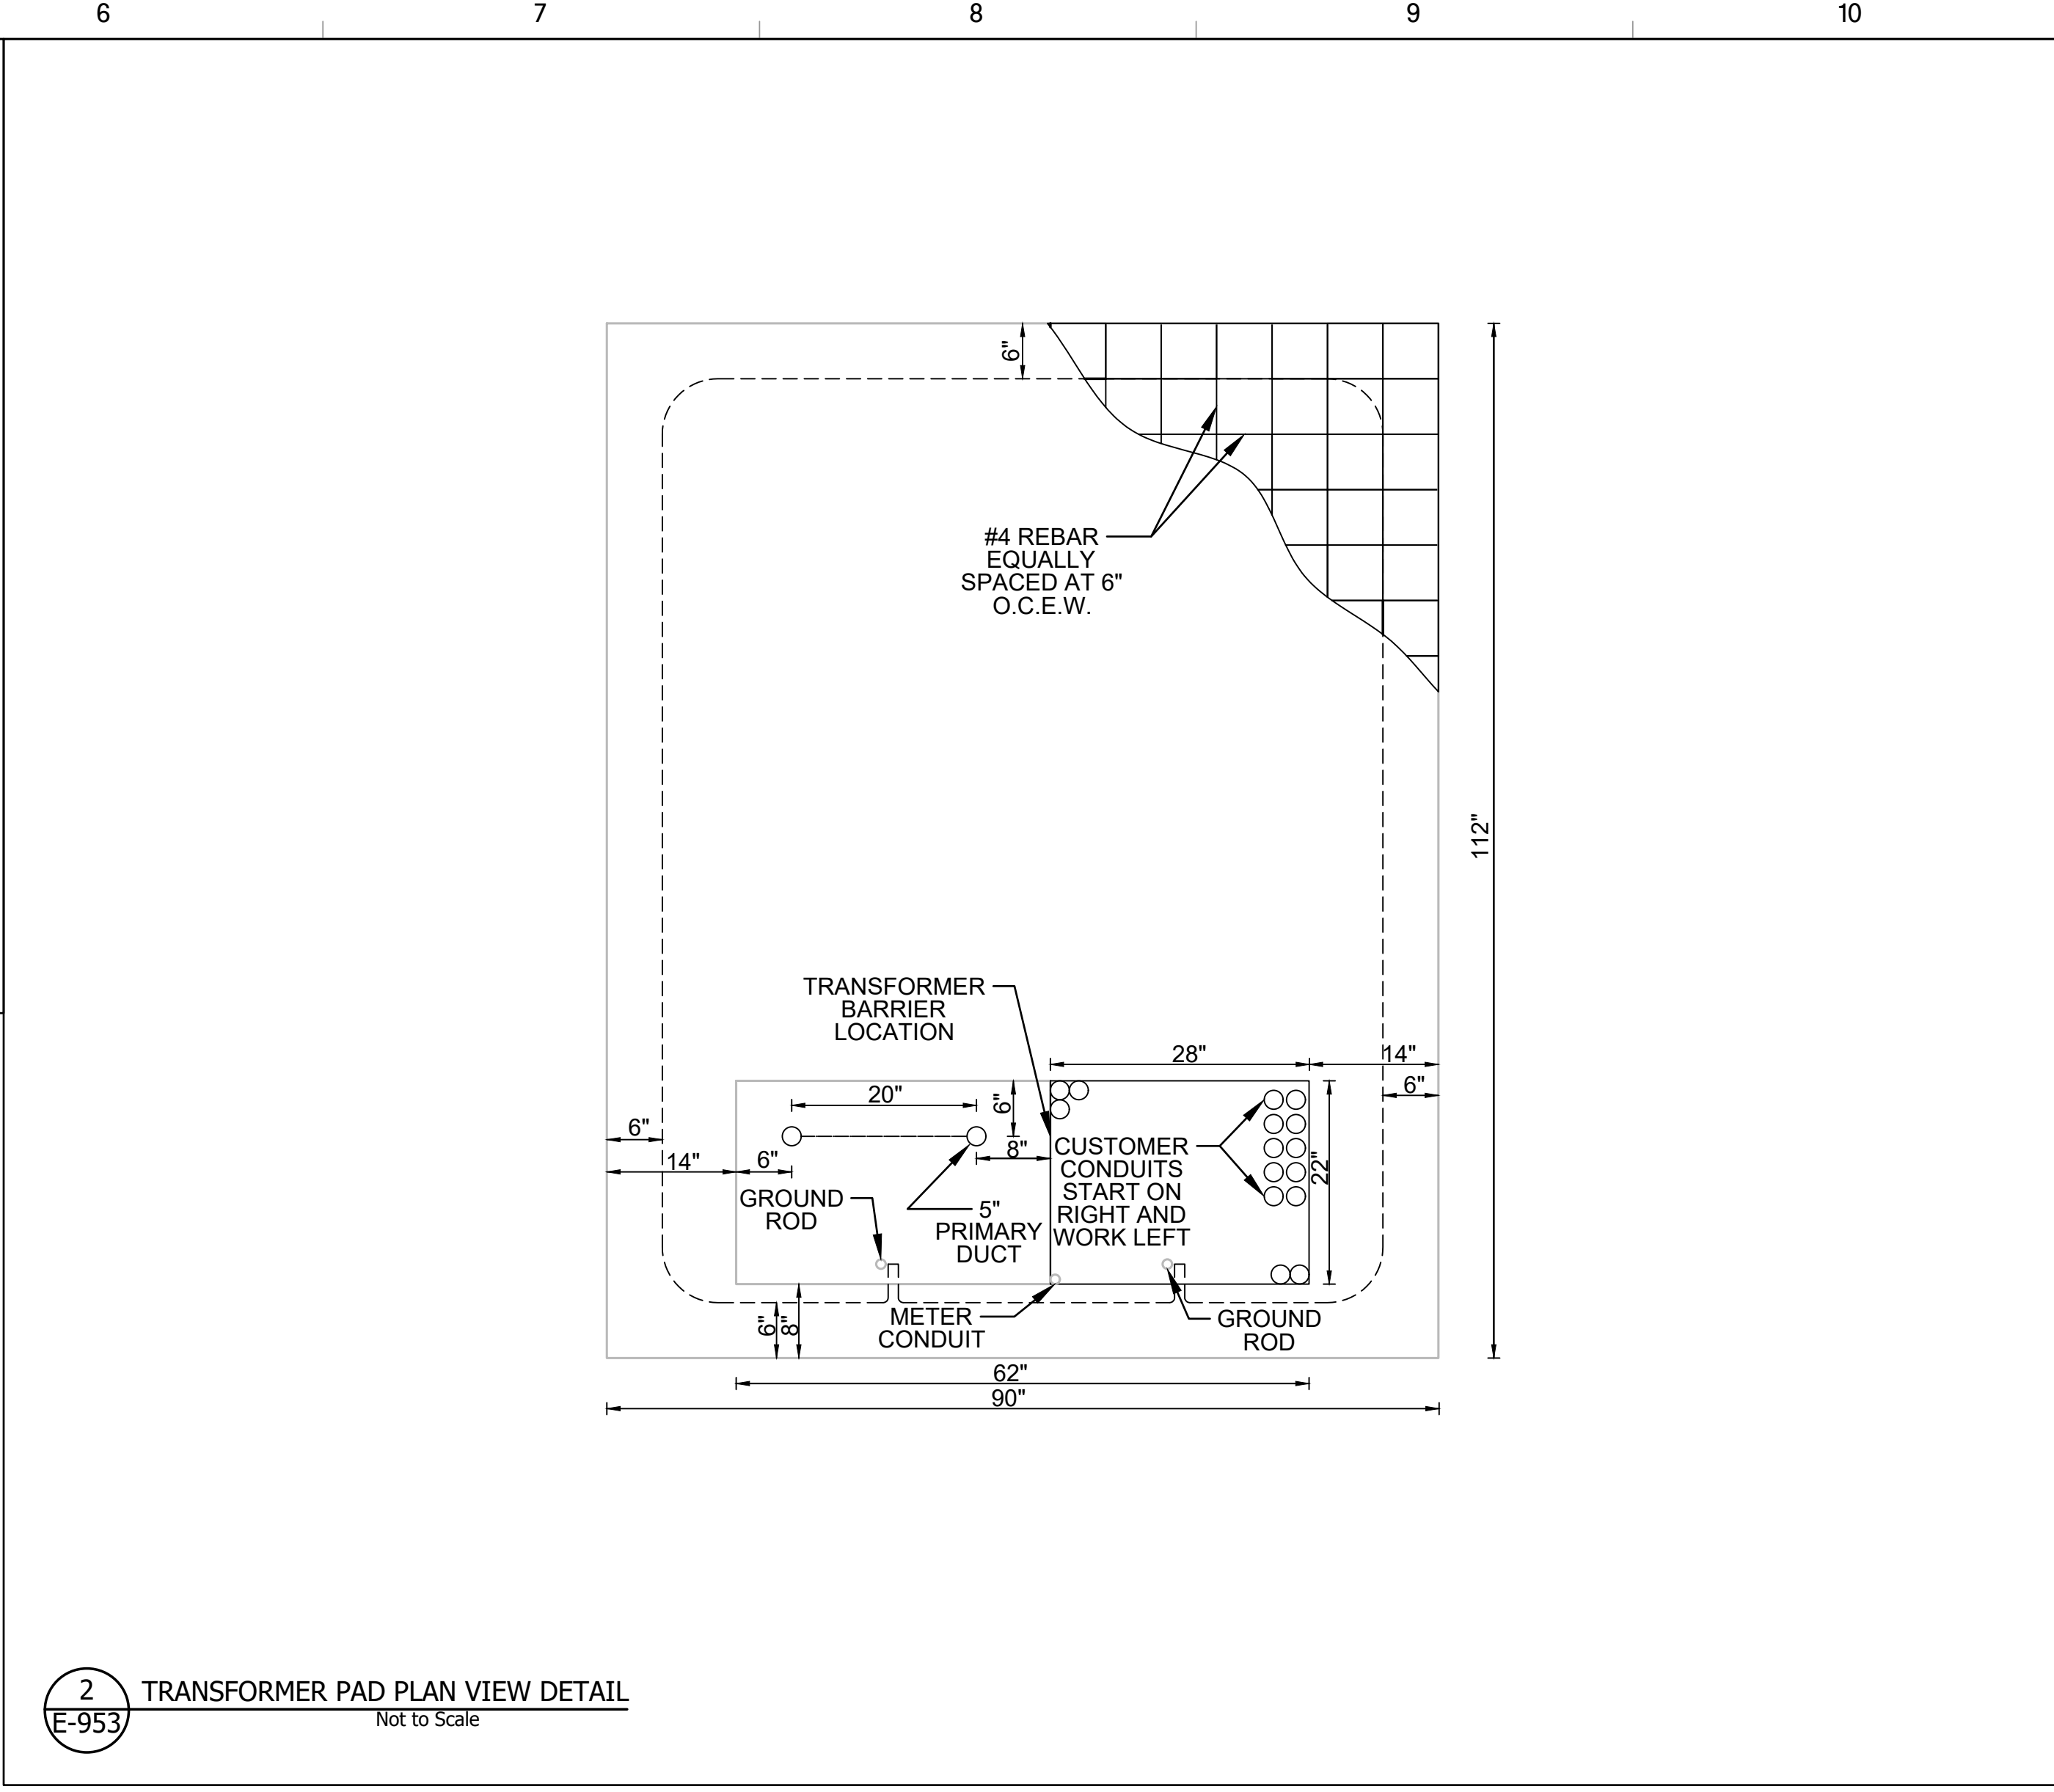 6
7
8
9
10
6"
#4 REBAR
EQUALLY
SPACED AT 6"
O.C.E.W.
112"
TRANSFORMER
BARRIER
LOCATION
28"
14"
6"
20"
6"
6"
8"
14"
6"
CUSTOMER
CONDUITS
START ON
RIGHT AND
WORK LEFT
22"
GROUND
ROD
5"
PRIMARY
DUCT
6"
8"
METER
CONDUIT
GROUND
ROD
62"
90"
2
E-953
TRANSFORMER PAD PLAN VIEW DETAIL
Not to Scale